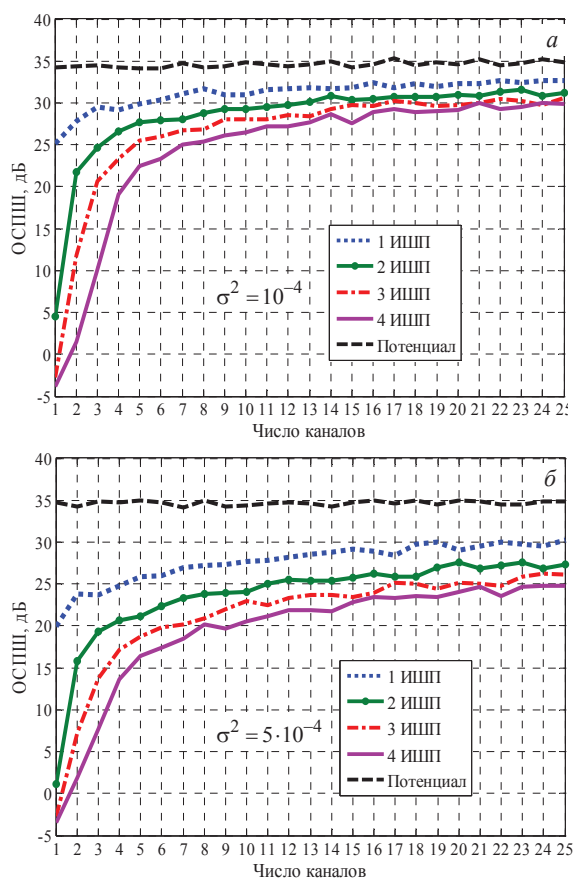 а
40
35
30
25
20
15
10
5
0
-5
ОСПШ, дБ
1 ИШП
2 ИШП
3 ИШП
4 ИШП
Потенциал
σ² = 10⁻⁴
1 2 3 4 5 6 7 8 9 10 11 12 13 14 15 16 17 18 19 20 21 22 23 24 25
Число каналов
б
40
35
30
25
20
15
10
5
0
-5
ОСПШ, дБ
1 ИШП
2 ИШП
3 ИШП
4 ИШП
Потенциал
σ² = 5·10⁻⁴
1 2 3 4 5 6 7 8 9 10 11 12 13 14 15 16 17 18 19 20 21 22 23 24 25
Число каналов